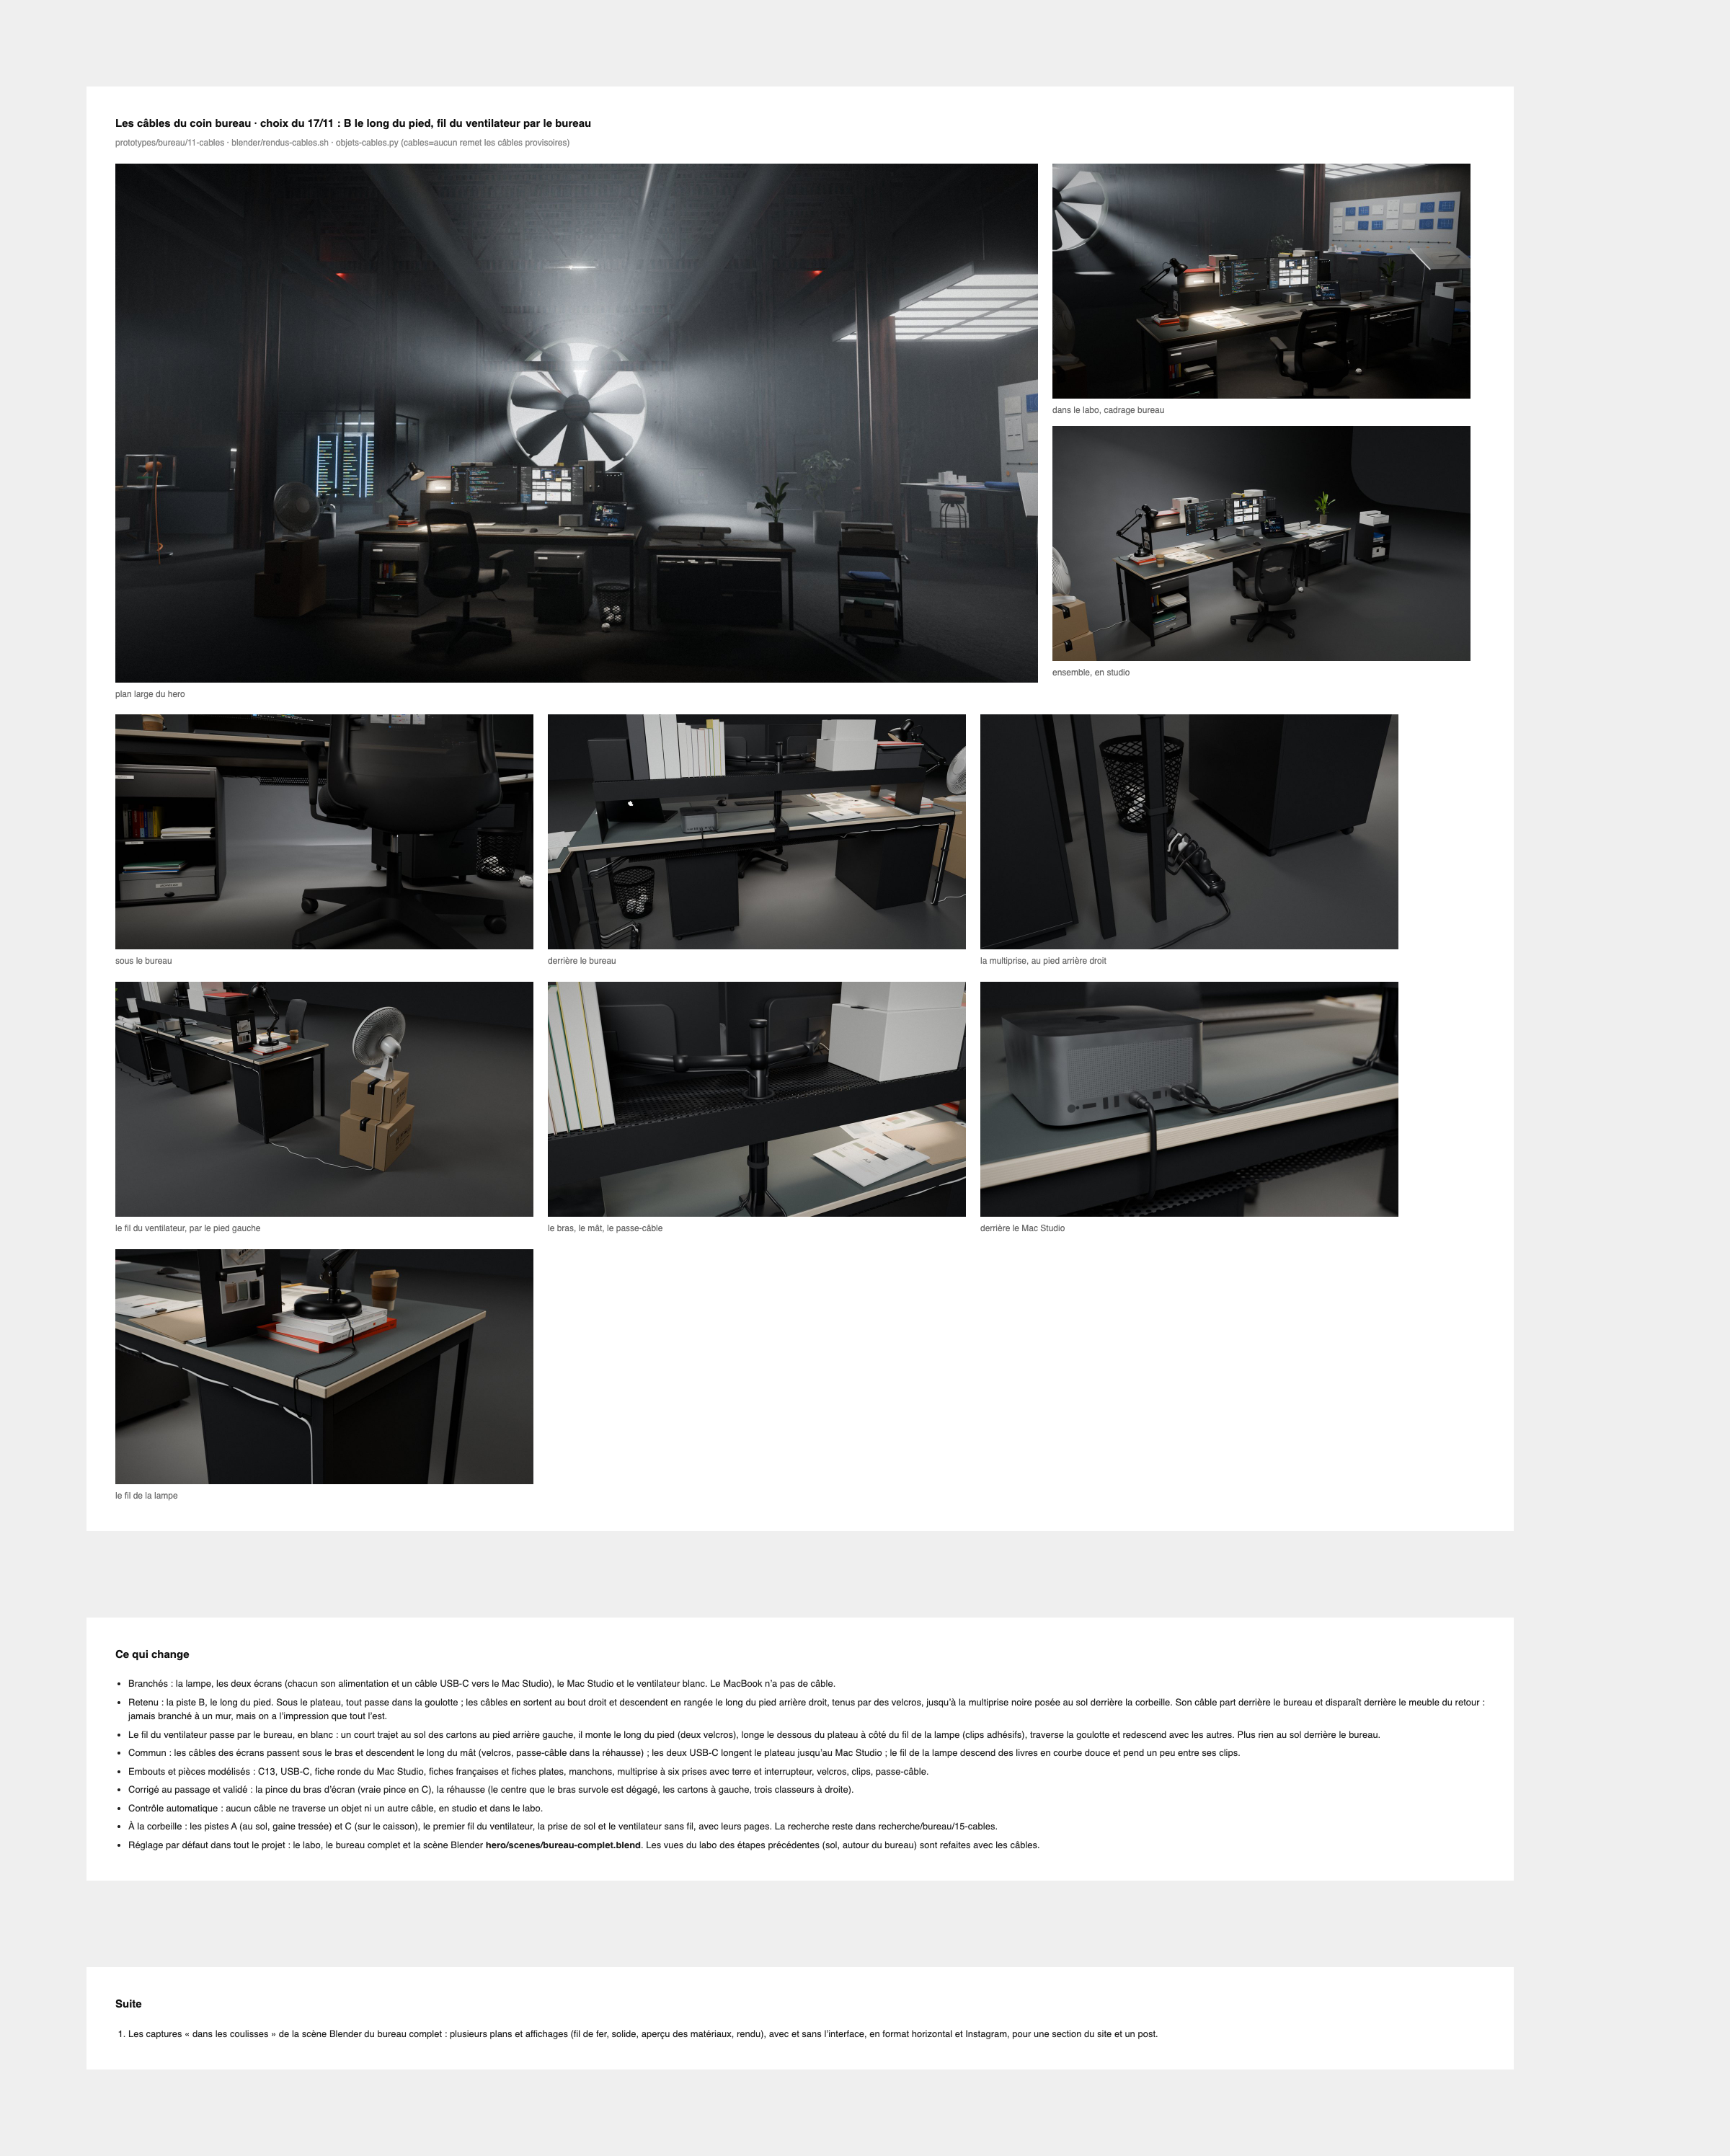 Les câbles du coin bureau · choix du 17/11 : B le long du pied, fil du ventilateur par le bureau
prototypes/bureau/11-cables · blender/rendus-cables.sh · objets-cables.py (cables=aucun remet les câbles provisoires)
dans le labo, cadrage bureau
ensemble, en studio
plan large du hero
sous le bureau
derrière le bureau
la multiprise, au pied arrière droit
le fil du ventilateur, par le pied gauche
le bras, le mât, le passe-câble
derrière le Mac Studio
le fil de la lampe
Ce qui change
• Branchés : la lampe, les deux écrans (chacun son alimentation et un câble USB-C vers le Mac Studio), le Mac Studio et le ventilateur blanc. Le MacBook n’a pas de câble.
• Retenu : la piste B, le long du pied. Sous le plateau, tout passe dans la goulotte ; les câbles en sortent au bout droit et descendent en rangée le long du pied arrière droit, tenus par des velcros, jusqu’à la multiprise noire posée au sol derrière la corbeille. Son câble part derrière le bureau et disparaît derrière le meuble du retour :
jamais branché à un mur, mais on a l’impression que tout l’est.
• Le fil du ventilateur passe par le bureau, en blanc : un court trajet au sol des cartons au pied arrière gauche, il monte le long du pied (deux velcros), longe le dessous du plateau à côté du fil de la lampe (clips adhésifs), traverse la goulotte et redescend avec les autres. Plus rien au sol derrière le bureau.
• Commun : les câbles des écrans passent sous le bras et descendent le long du mât (velcros, passe-câble dans la réhausse) ; les deux USB-C longent le plateau jusqu’au Mac Studio ; le fil de la lampe descend des livres en courbe douce et pend un peu entre ses clips.
• Embouts et pièces modélisés : C13, USB-C, fiche ronde du Mac Studio, fiches françaises et fiches plates, manchons, multiprise à six prises avec terre et interrupteur, velcros, clips, passe-câble.
• Corrigé au passage et validé : la pince du bras d’écran (vraie pince en C), la réhausse (le centre que le bras survole est dégagé, les cartons à gauche, trois classeurs à droite).
• Contrôle automatique : aucun câble ne traverse un objet ni un autre câble, en studio et dans le labo.
• À la corbeille : les pistes A (au sol, gaine tressée) et C (sur le caisson), le premier fil du ventilateur, la prise de sol et le ventilateur sans fil, avec leurs pages. La recherche reste dans recherche/bureau/15-cables.
• Réglage par défaut dans tout le projet : le labo, le bureau complet et la scène Blender hero/scenes/bureau-complet.blend. Les vues du labo des étapes précédentes (sol, autour du bureau) sont refaites avec les câbles.
Suite
1. Les captures « dans les coulisses » de la scène Blender du bureau complet : plusieurs plans et affichages (fil de fer, solide, aperçu des matériaux, rendu), avec et sans l’interface, en format horizontal et Instagram, pour une section du site et un post.